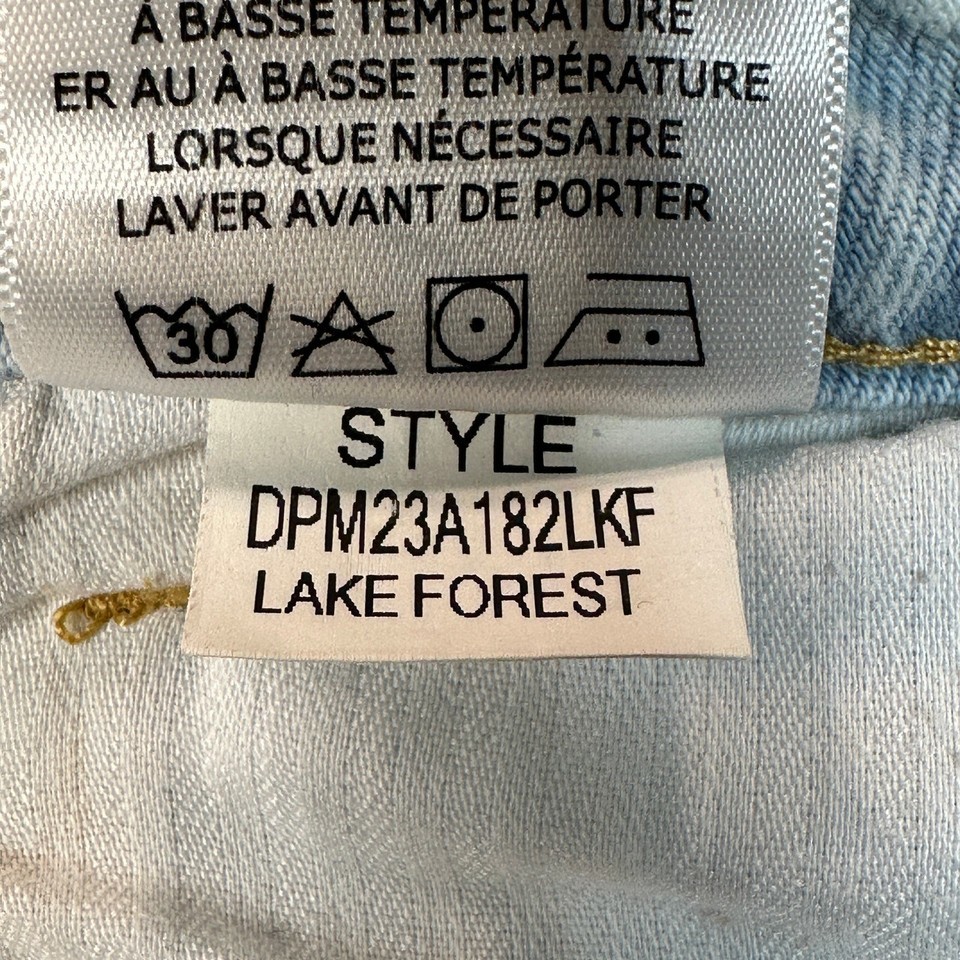 À BASSE TEMPÉRATURE
ER AU À BASSE TEMPÉRATURE
LORSQUE NÉCESSAIRE
LAVER AVANT DE PORTER
30
STYLE
DPM23A182LKF
LAKE FOREST